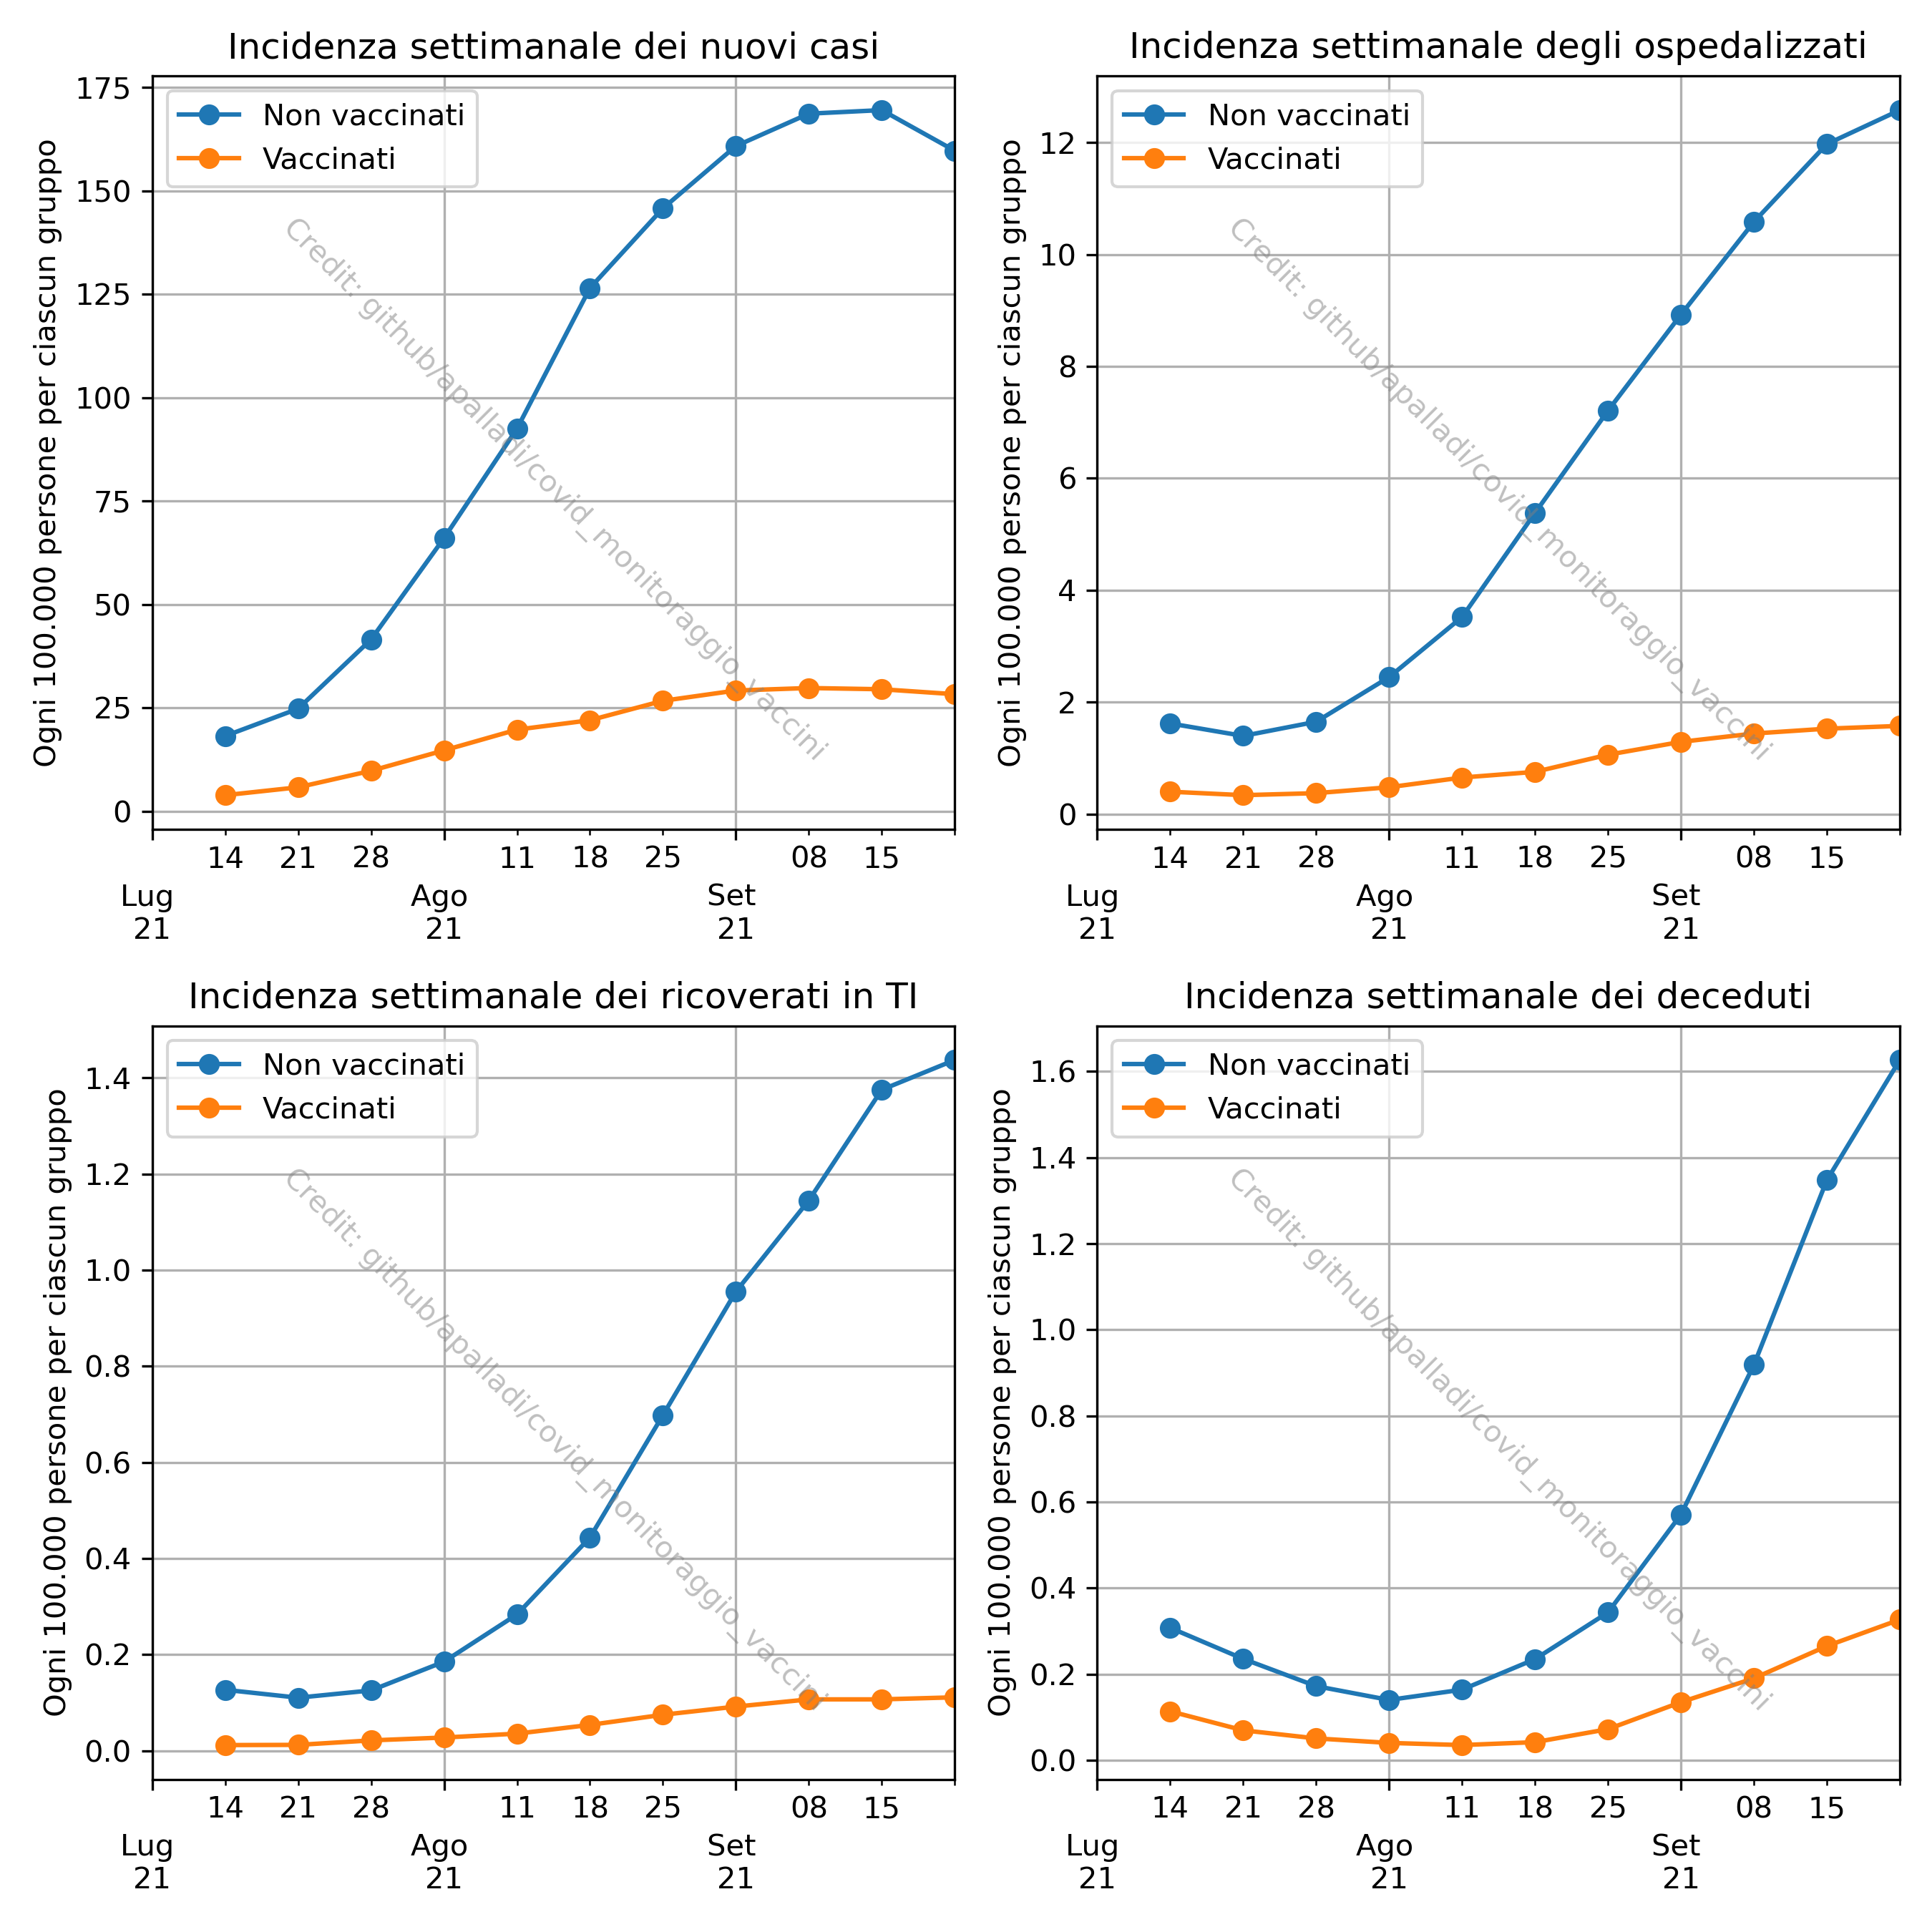 Incidenza settimanale dei nuovi casi
Ogni 100.000 persone per ciascun gruppo
175
150
125
100
75
50
25
0
Non vaccinati
Vaccinati
Credit: github/apalladi/covid_monitoraggio_vaccini
14 21 28 11 18 25 08 15
Lug Ago Set
21 21 21
Incidenza settimanale degli ospedalizzati
Ogni 100.000 persone per ciascun gruppo
12
10
8
6
4
2
0
Non vaccinati
Vaccinati
Credit: github/apalladi/covid_monitoraggio_vaccini
14 21 28 11 18 25 08 15
Lug Ago Set
21 21 21
Incidenza settimanale dei ricoverati in TI
Ogni 100.000 persone per ciascun gruppo
1.4
1.2
1.0
0.8
0.6
0.4
0.2
0.0
Non vaccinati
Vaccinati
Credit: github/apalladi/covid_monitoraggio_vaccini
14 21 28 11 18 25 08 15
Lug Ago Set
21 21 21
Incidenza settimanale dei deceduti
Ogni 100.000 persone per ciascun gruppo
1.6
1.4
1.2
1.0
0.8
0.6
0.4
0.2
0.0
Non vaccinati
Vaccinati
Credit: github/apalladi/covid_monitoraggio_vaccini
14 21 28 11 18 25 08 15
Lug Ago Set
21 21 21